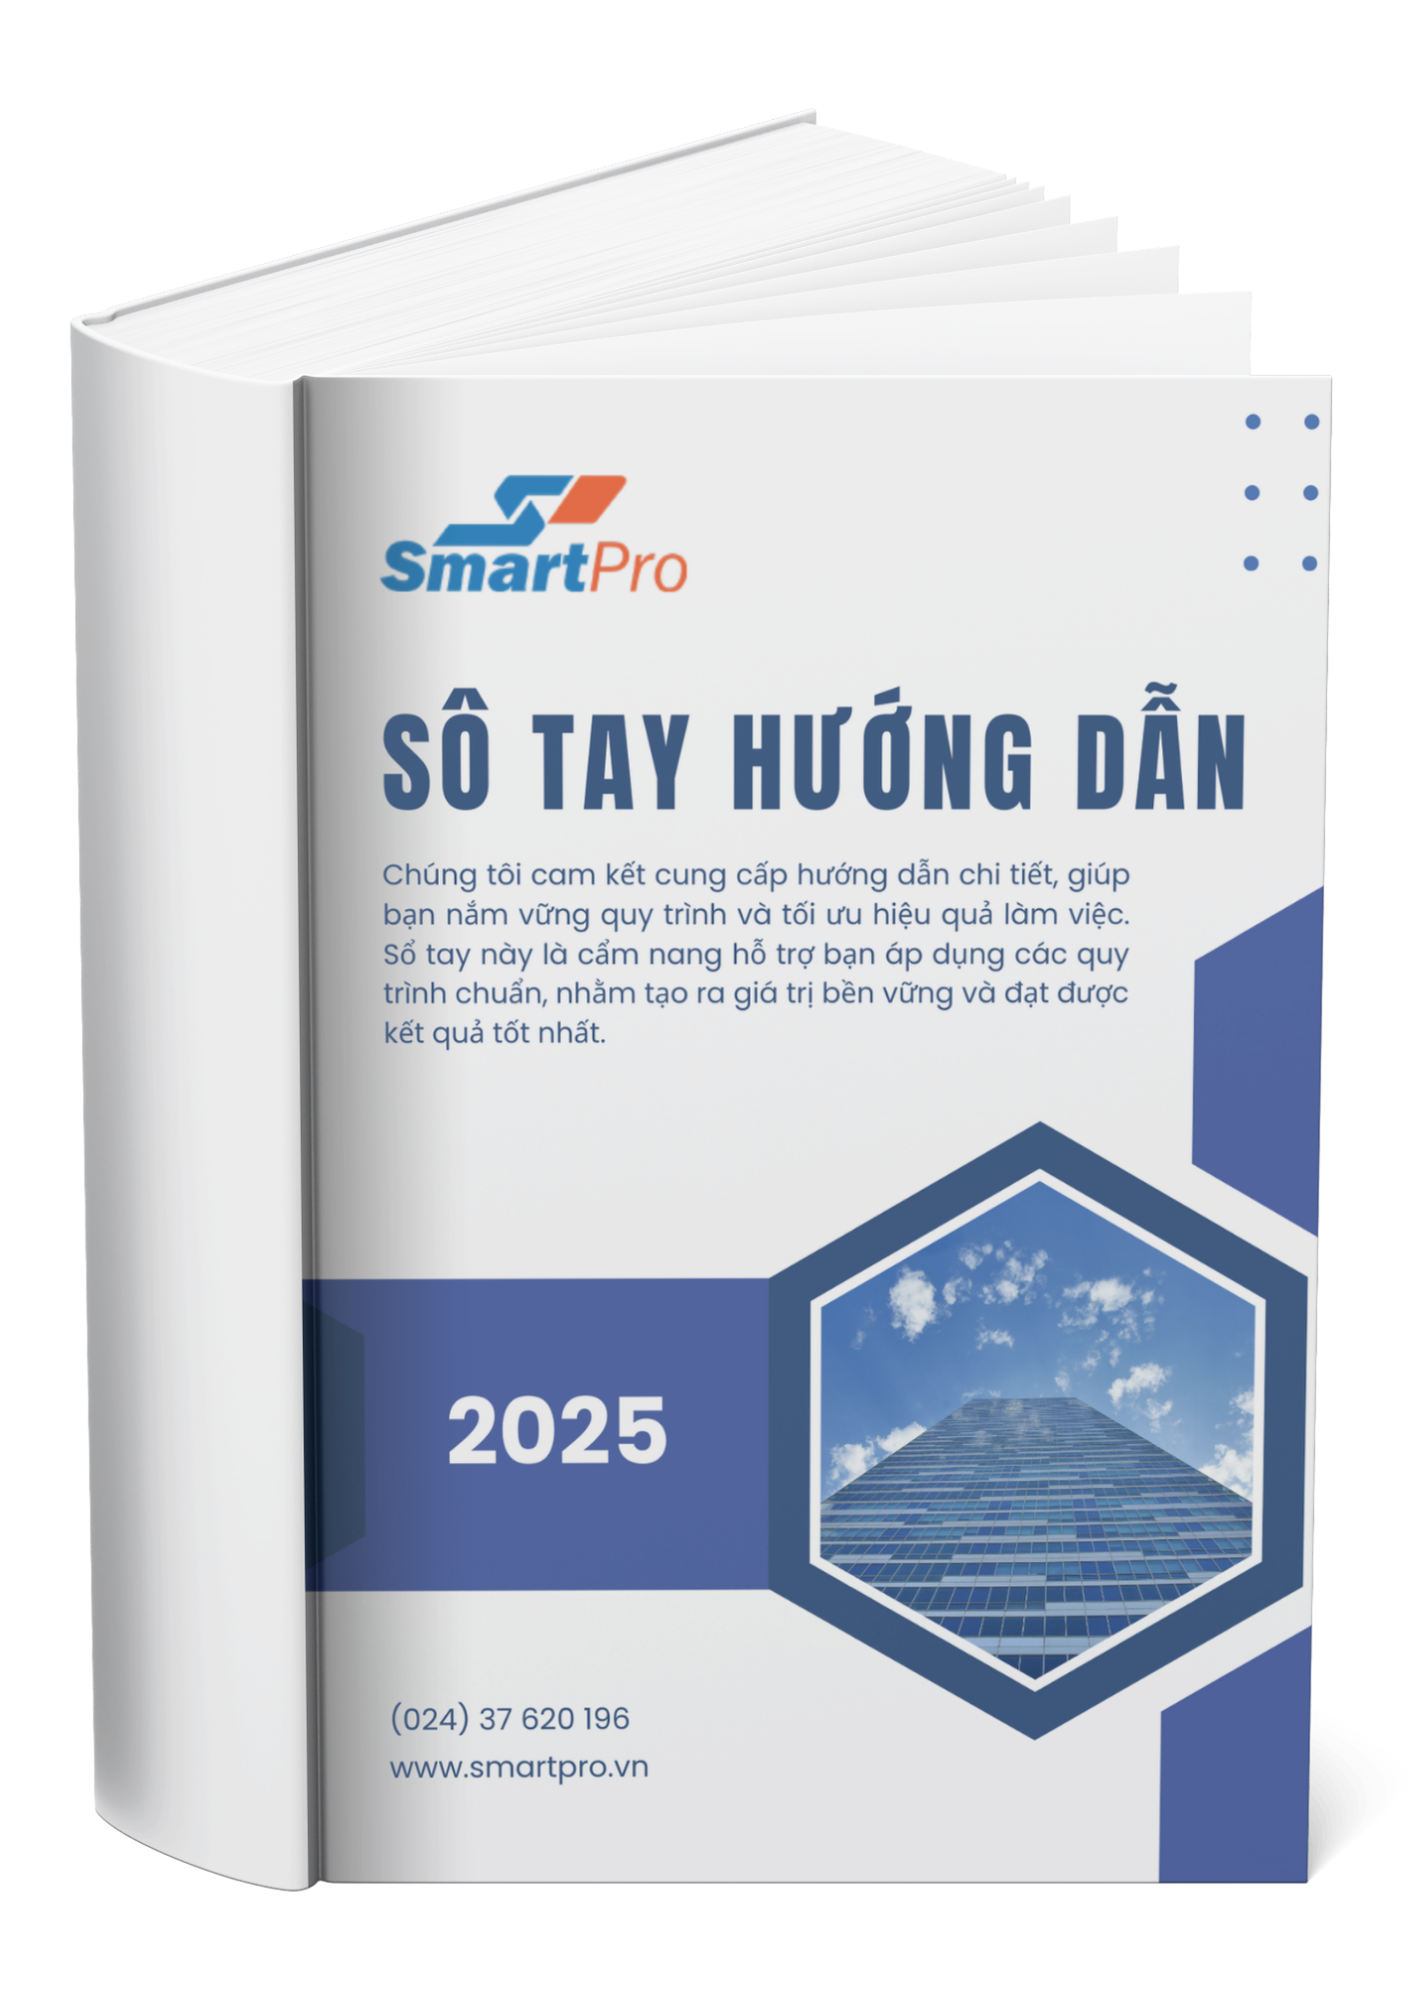 SmartPro
SÔ TAY HƯỚNG DẪN
Chúng tôi cam kết cung cấp hướng dẫn chi tiết, giúp
bạn nắm vững quy trình và tối ưu hiệu quả làm việc.
Sổ tay này là cẩm nang hỗ trợ bạn áp dụng các quy
trình chuẩn, nhằm tạo ra giá trị bền vững và đạt được
kết quả tốt nhất.
2025
(024) 37 620 196
www.smartpro.vn